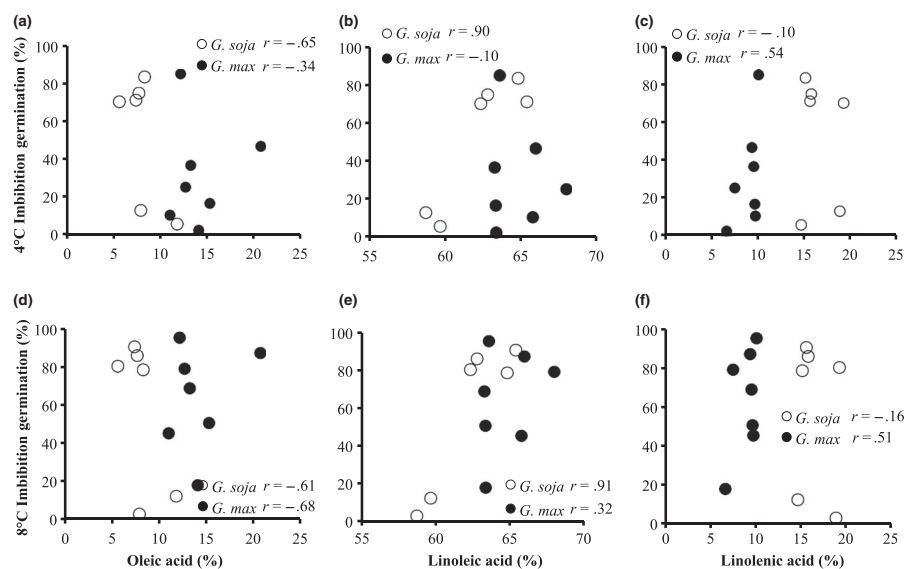 (a)
G. soja r = –.65
G. max r = –.34
100
80
60
40
20
0
0 5 10 15 20 25
4°C Imbibition germination (%)
(b)
G. soja r = .90
G. max r = –.10
100
80
60
40
20
0
55 60 65 70
(c)
G. soja r = –.10
G. max r = .54
100
80
60
40
20
0
0 5 10 15 20 25
(d)
100
80
60
40
20
0
G. soja r = –.61
G. max r = –.68
0 5 10 15 20 25
8°C Imbibition germination (%)
Oleic acid (%)
(e)
100
80
60
40
20
0
G. soja r = .91
G. max r = .32
55 60 65 70
Linoleic acid (%)
(f)
100
80
60
40
20
0
G. soja r = –.16
G. max r = .51
0 5 10 15 20 25
Linolenic acid (%)